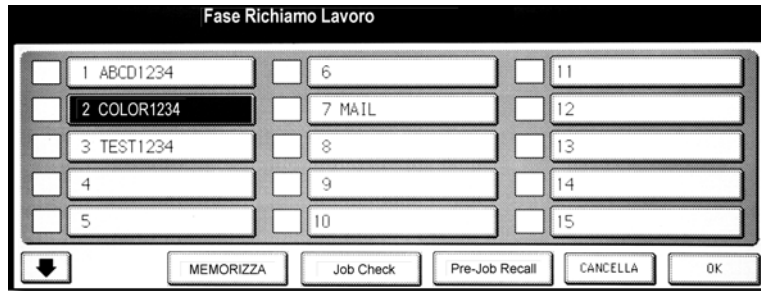 Fase Richiamo Lavoro
1 ABCD1234
6
11
2 COLOR1234
7 MAIL
12
3 TEST1234
8
13
4
9
14
5
10
15
MEMORIZZA
Job Check
Pre-Job Recall
CANCELLA
OK